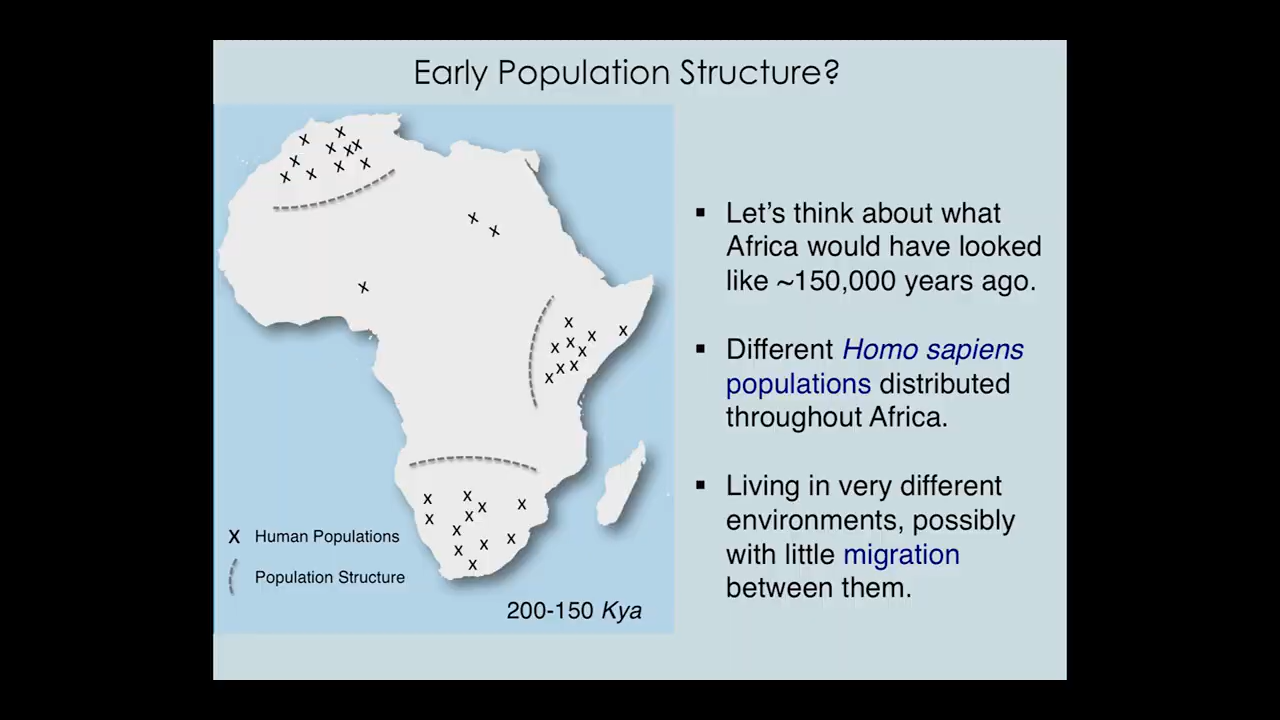 Early Population Structure?
X Human Populations
Population Structure
200-150 Kya
▪ Let’s think about what
Africa would have looked
like ~150,000 years ago.
▪ Different Homo sapiens
populations distributed
throughout Africa.
▪ Living in very different
environments, possibly
with little migration
between them.